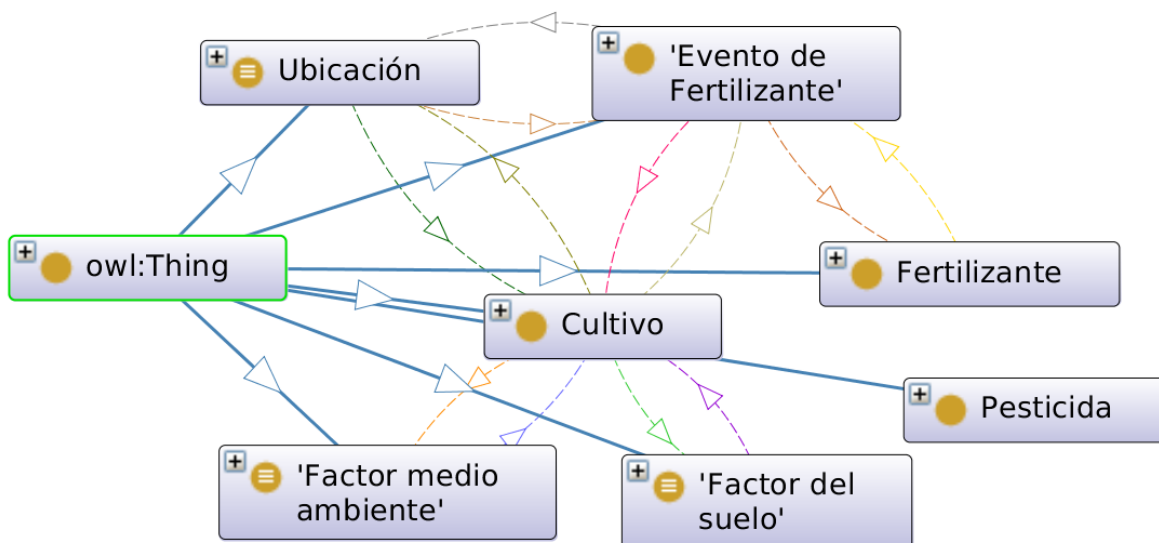 Ubicación
'Evento de
Fertilizante'
owl:Thing
Fertilizante
Cultivo
Pesticida
'Factor medio
ambiente'
'Factor del
suelo'